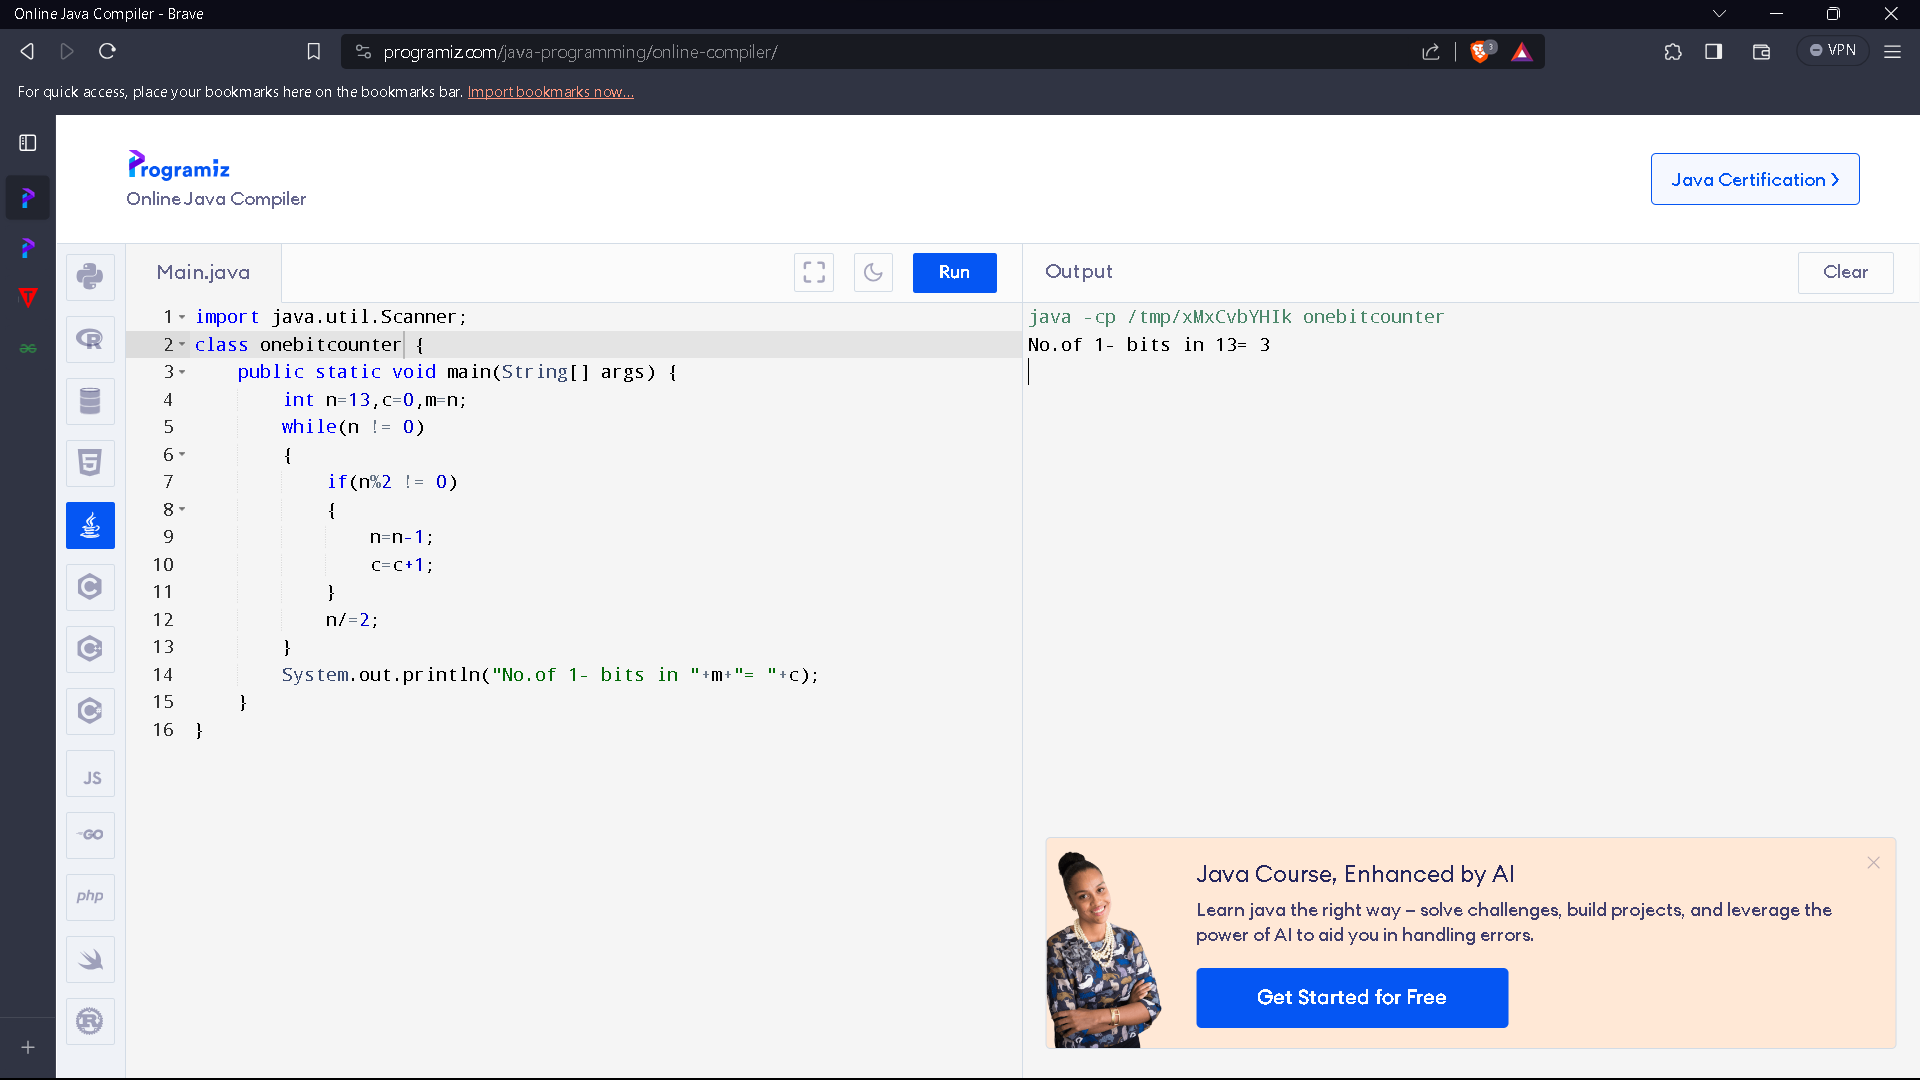 Online Java Compiler - Brave
programiz.com/java-programming/online-compiler/
3
VPN
For quick access, place your bookmarks here on the bookmarks bar. Import bookmarks now...
Programiz
Online Java Compiler
Java Certification
Main.java
Run
Output
Clear
1 import java.util.Scanner;
2 class onebitcounter {
3 public static void main(String[] args) {
4 int n=13,c=0,m=n;
5 while(n != 0)
6 {
7 if(n%2 != 0)
8 {
9 n=n-1;
10 c=c+1;
11 }
12 n/=2;
13 }
14 System.out.println("No.of 1- bits in "+m+"= "+c);
15 }
16 }
java -cp /tmp/xMxCvbYHIk onebitcounter
No.of 1- bits in 13= 3
JS
GO
php
Java Course, Enhanced by AI
Learn java the right way – solve challenges, build projects, and leverage the
power of AI to aid you in handling errors.
Get Started for Free